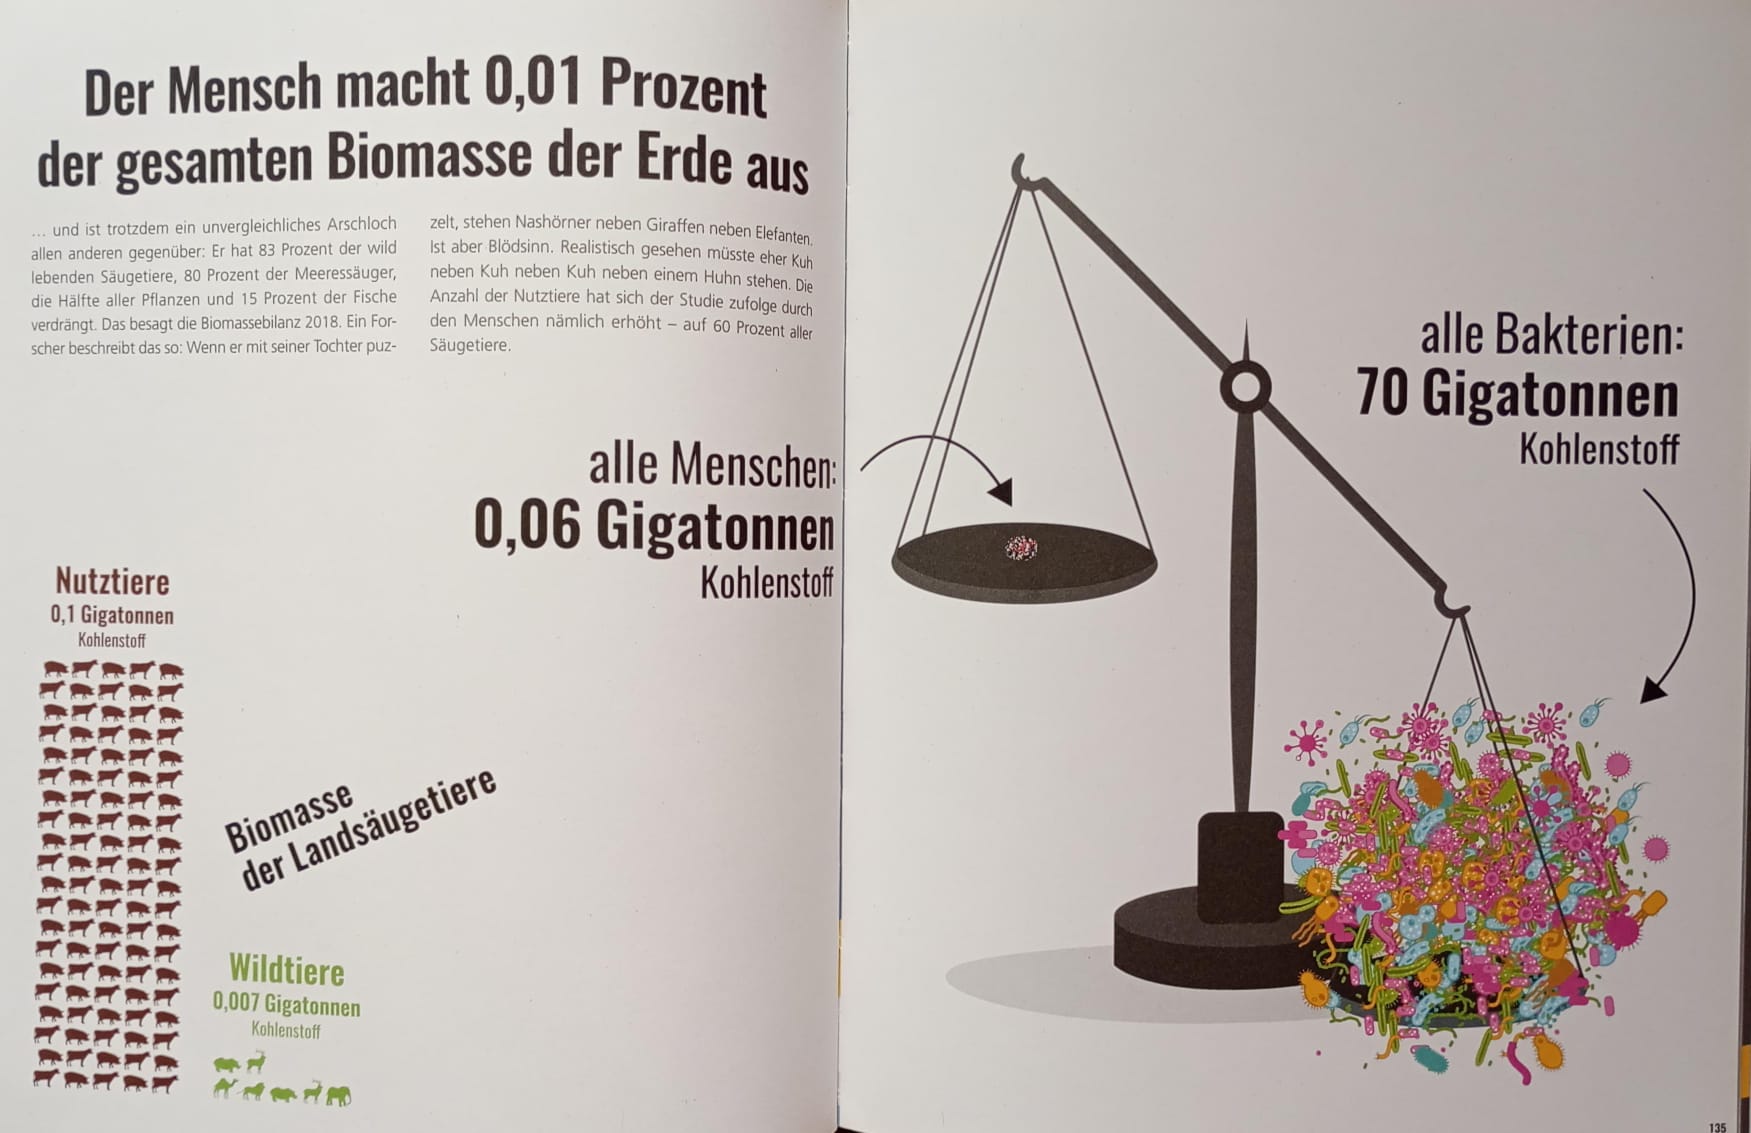 Der Mensch macht 0,01 Prozent
der gesamten Biomasse der Erde aus
... und ist trotzdem ein unvergleichliches Arschloch
allen anderen gegenüber: Er hat 83 Prozent der wild
lebenden Säugetiere, 80 Prozent der Meeressäuger,
die Hälfte aller Pflanzen und 15 Prozent der Fische
verdrängt. Das besagt die Biomassebilanz 2018. Ein For-
scher beschreibt das so: Wenn er mit seiner Tochter puz-
zelt, stehen Nashörner neben Giraffen neben Elefanten.
Ist aber Blödsinn. Realistisch gesehen müsste eher Kuh
neben Kuh neben Kuh neben einem Huhn stehen. Die
Anzahl der Nutztiere hat sich der Studie zufolge durch
den Menschen nämlich erhöht – auf 60 Prozent aller
Säugetiere.
alle Menschen:
0,06 Gigatonnen
Kohlenstoff
Nutztiere
0,1 Gigatonnen
Kohlenstoff
Biomasse
der Landsäugetiere
Wildtiere
0,007 Gigatonnen
Kohlenstoff
alle Bakterien:
70 Gigatonnen
Kohlenstoff
135